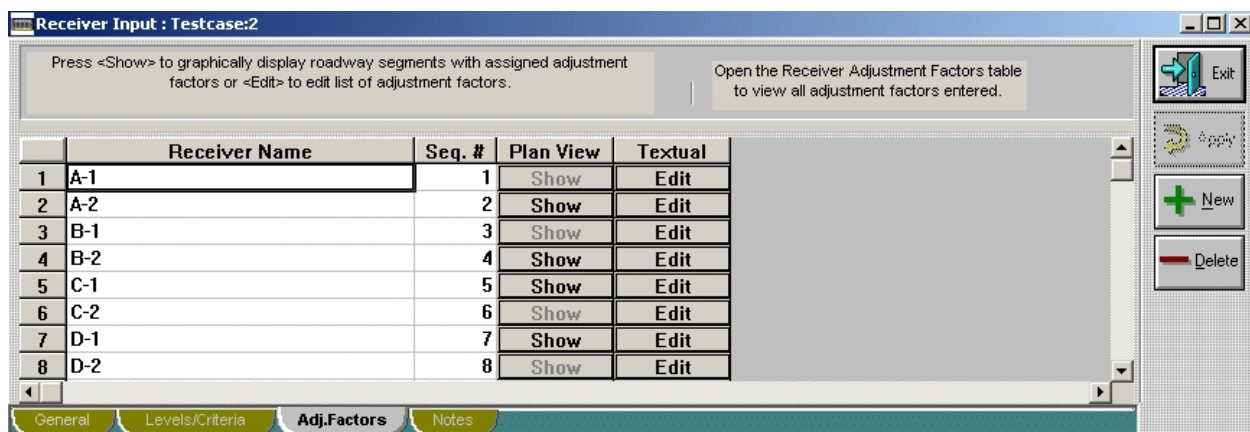 Receiver Input : Testcase:2
Press <Show> to graphically display roadway segments with assigned adjustment
factors or <Edit> to edit list of adjustment factors.
Open the Receiver Adjustment Factors table
to view all adjustment factors entered.
Exit
Apply
New
Delete
Receiver Name Seq. # Plan View Textual
1 A-1 1 Show Edit
2 A-2 2 Show Edit
3 B-1 3 Show Edit
4 B-2 4 Show Edit
5 C-1 5 Show Edit
6 C-2 6 Show Edit
7 D-1 7 Show Edit
8 D-2 8 Show Edit
General Levels/Criteria Adj.Factors Notes